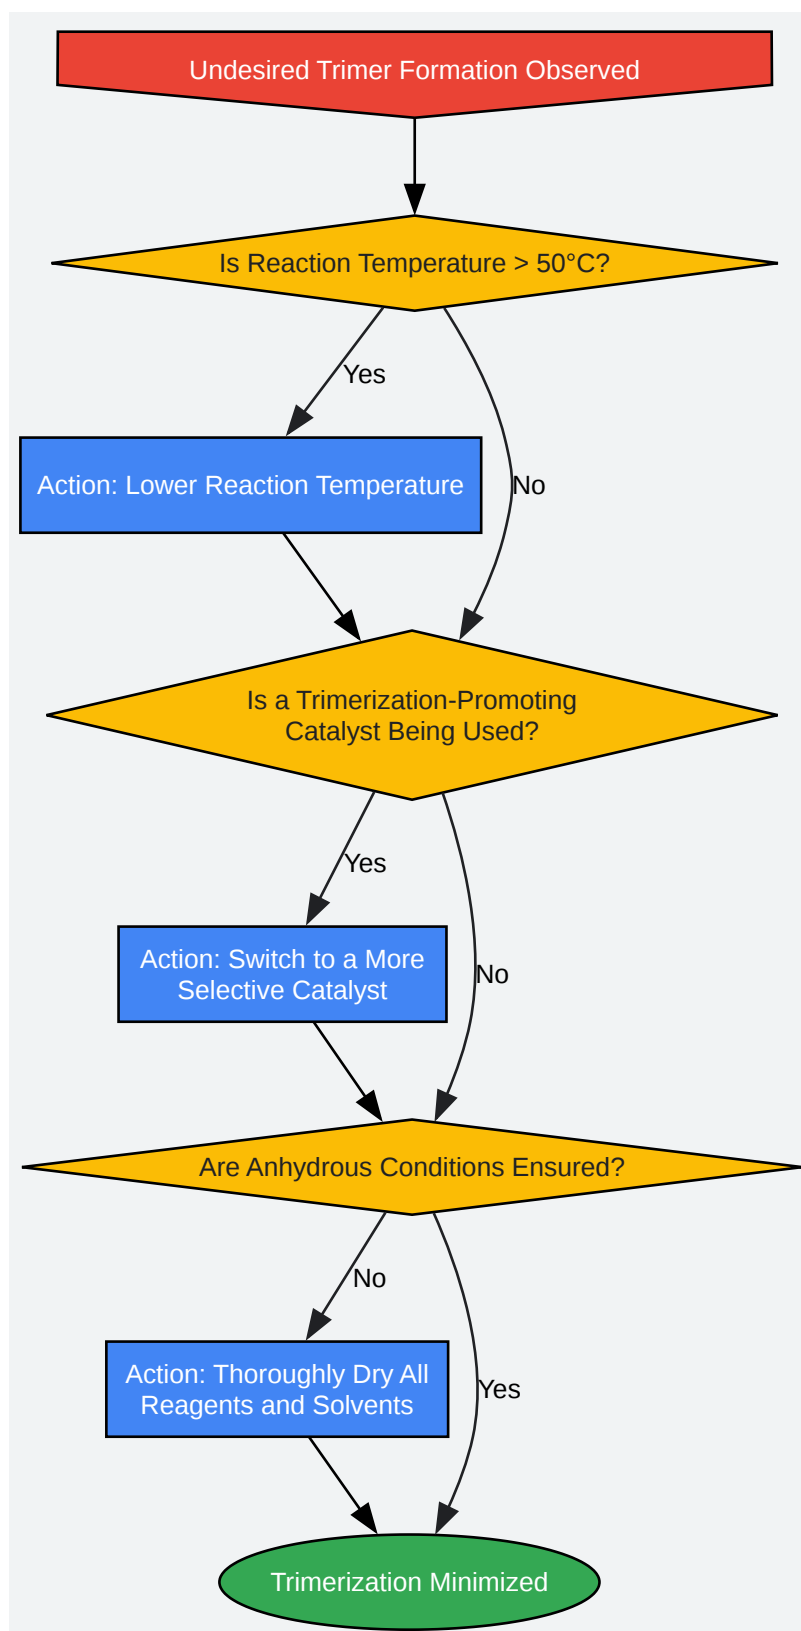 Undesired Trimer Formation Observed
Is Reaction Temperature > 50°C?
Yes
Action: Lower Reaction Temperature
No
Is a Trimerization-Promoting
Catalyst Being Used?
Yes
Action: Switch to a More
Selective Catalyst
No
Are Anhydrous Conditions Ensured?
No
Action: Thoroughly Dry All
Reagents and Solvents
Yes
Trimerization Minimized